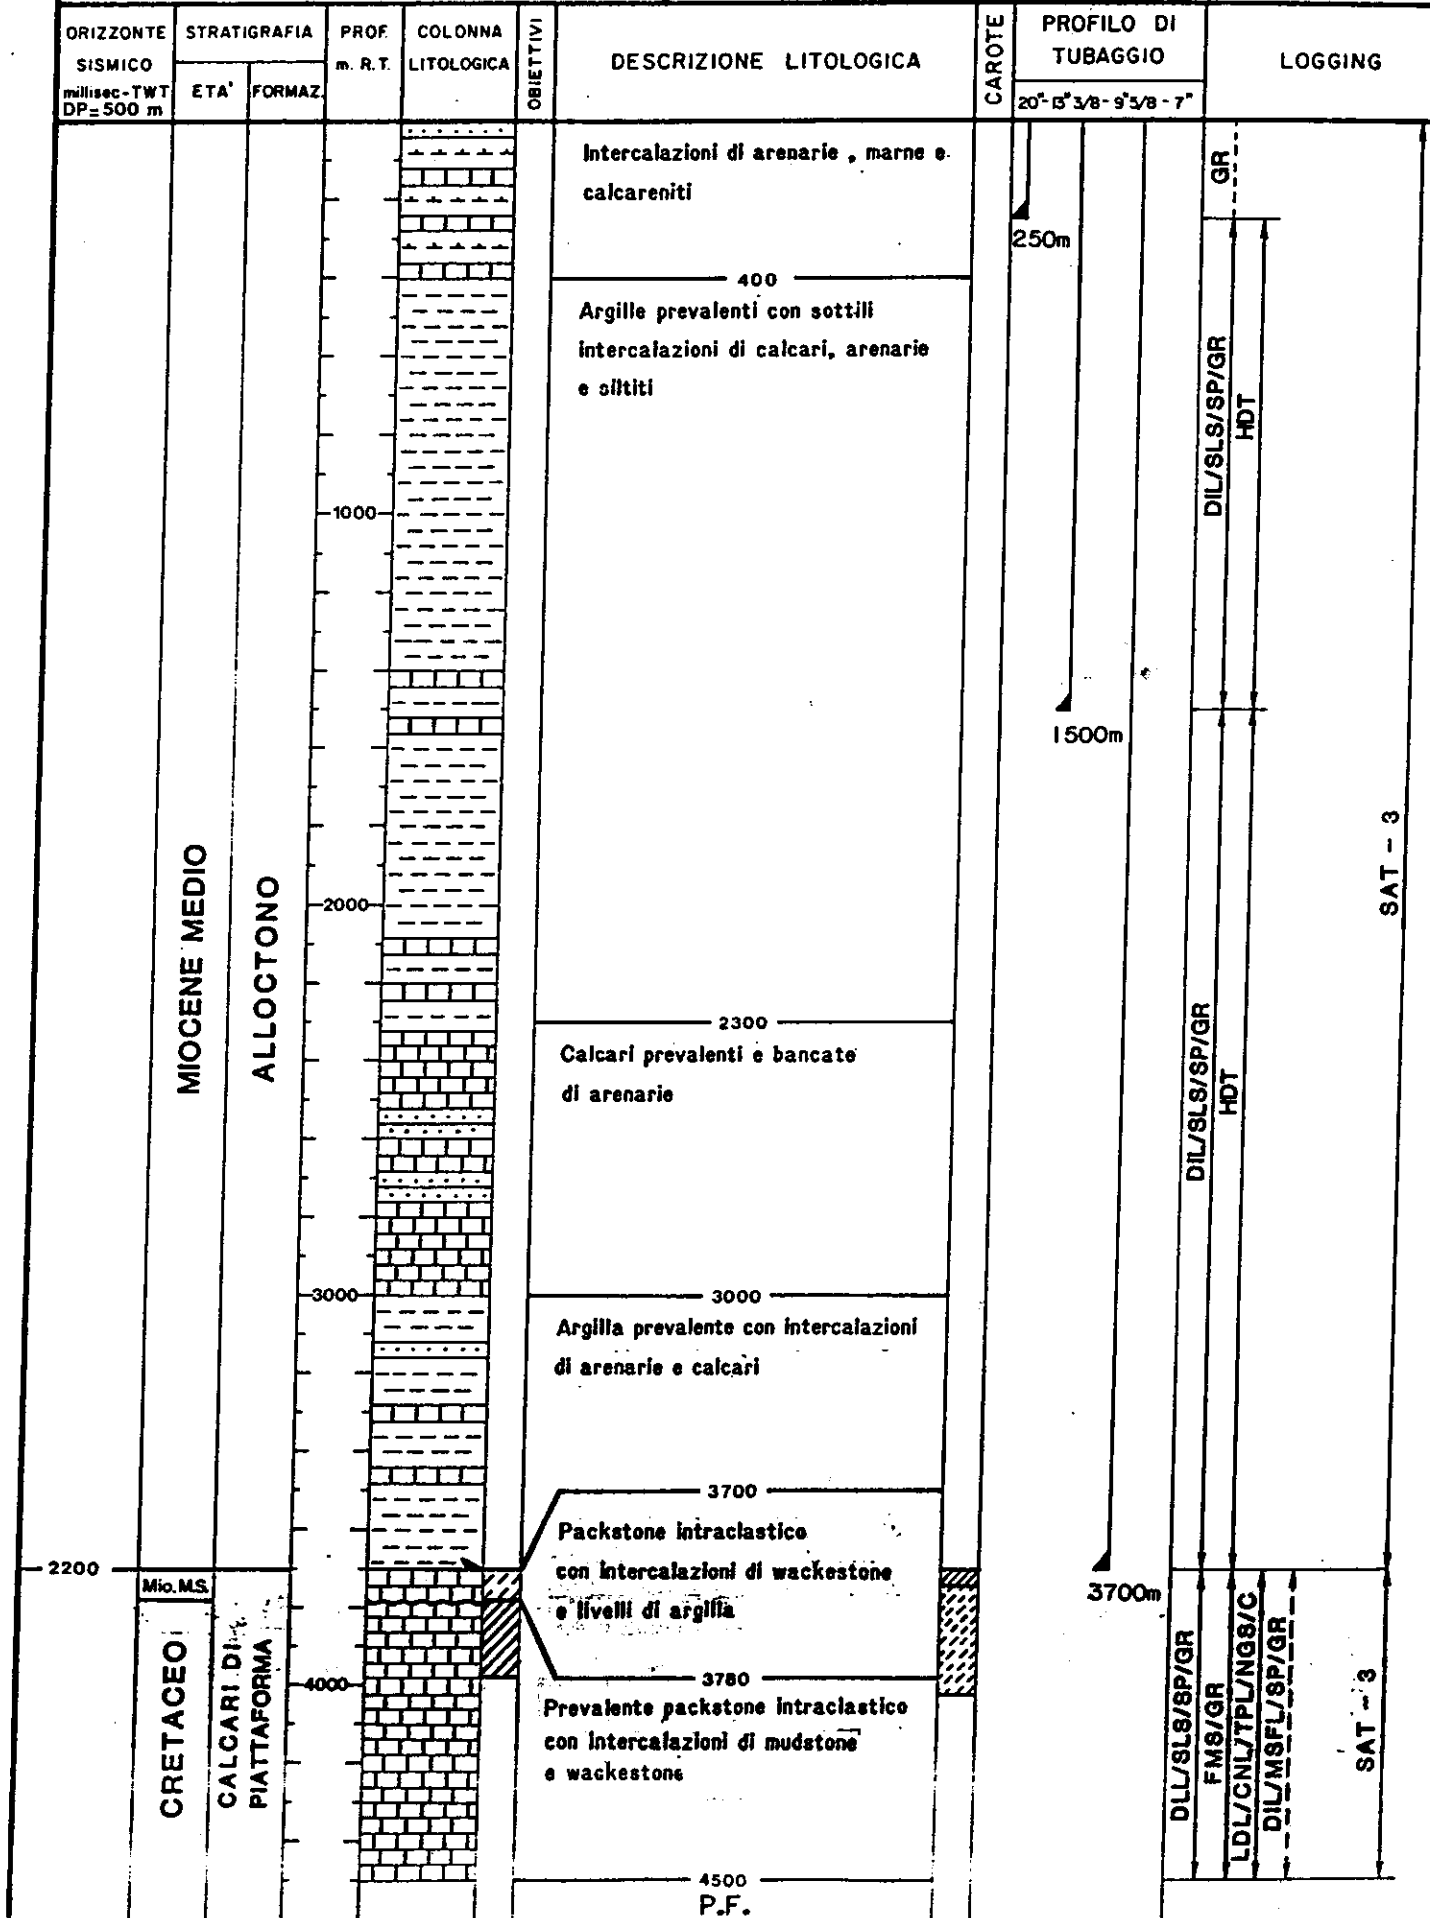 ORIZZONTE
SISMICO
millisec-TWT
DP=500 m
STRATIGRAFIA
ETA'
FORMAZ.
PROF.
m. R.T.
COLONNA
LITOLOGICA
OBIETTIVI
DESCRIZIONE LITOLOGICA
CAROTE
PROFILO DI
TUBAGGIO
20"-13"3/8-9"5/8-7"
LOGGING
Intercalazioni di arenarie, marne e
calcareniti
GR
250m
400
Argille prevalenti con sottili
intercalazioni di calcari, arenarie
e siltiti
DIL/SLS/SP/GR
HDT
1000
1500m
SAT - 3
MIOCENE MEDIO
ALLOCTONO
2000
2300
Calcari prevalenti e bancate
di arenarie
DIL/SLS/SP/GR
HDT
3000
3000
Argilla prevalente con intercalazioni
di arenarie e calcari
3700
Packstone intraclastico
con intercalazioni di wackestone
e livelli di argilla
2200
3700m
Mio.M.S.
CRETACEO
CALCARI DI
PIATTAFORMA
4000
3780
Prevalente packstone intraclastico
con intercalazioni di mudstone
e wackestone
DLL/SLS/SP/GR
FMS/GR
LDL/CNL/TPL/NGS/C
DIL/MSFL/SP/GR
SAT - 3
4500
P.F.